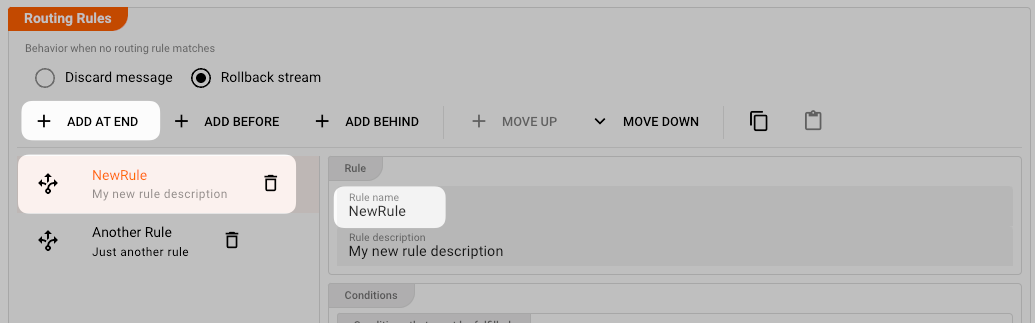 Routing Rules
Behavior when no routing rule matches
Discard message Rollback stream
ADD AT END ADD BEFORE ADD BEHIND MOVE UP MOVE DOWN
NewRule
My new rule description
Another Rule
Just another rule
Rule
Rule name
NewRule
Rule description
My new rule description
Conditions